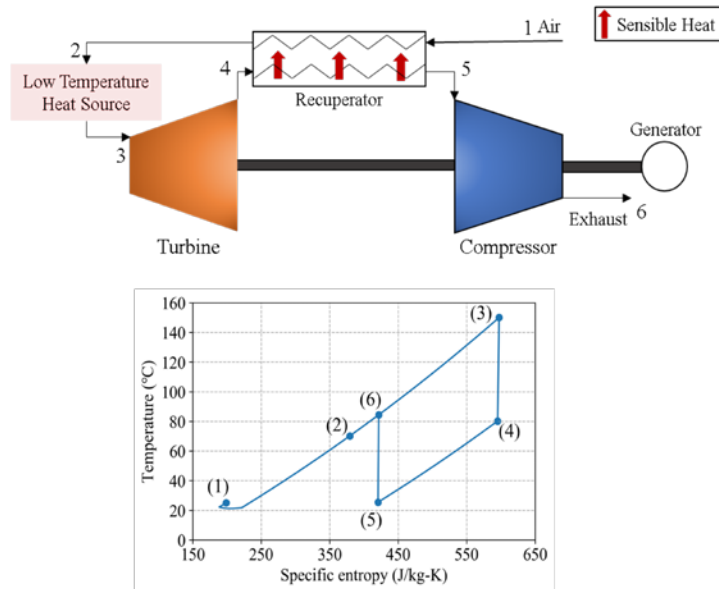 1 Air
Sensible Heat
2
4
5
Low Temperature
Heat Source
Recuperator
3
Generator
Exhaust 6
Turbine
Compressor
160
140
120
100
80
60
40
20
0
Temperature (°C)
(1)
(2)
(3)
(4)
(5)
(6)
150 250 350 450 550 650
Specific entropy (J/kg-K)